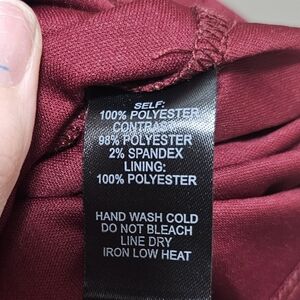 SELF:
100% POLYESTER
CONTRAST:
98% POLYESTER
2% SPANDEX
LINING:
100% POLYESTER
HAND WASH COLD
DO NOT BLEACH
LINE DRY
IRON LOW HEAT